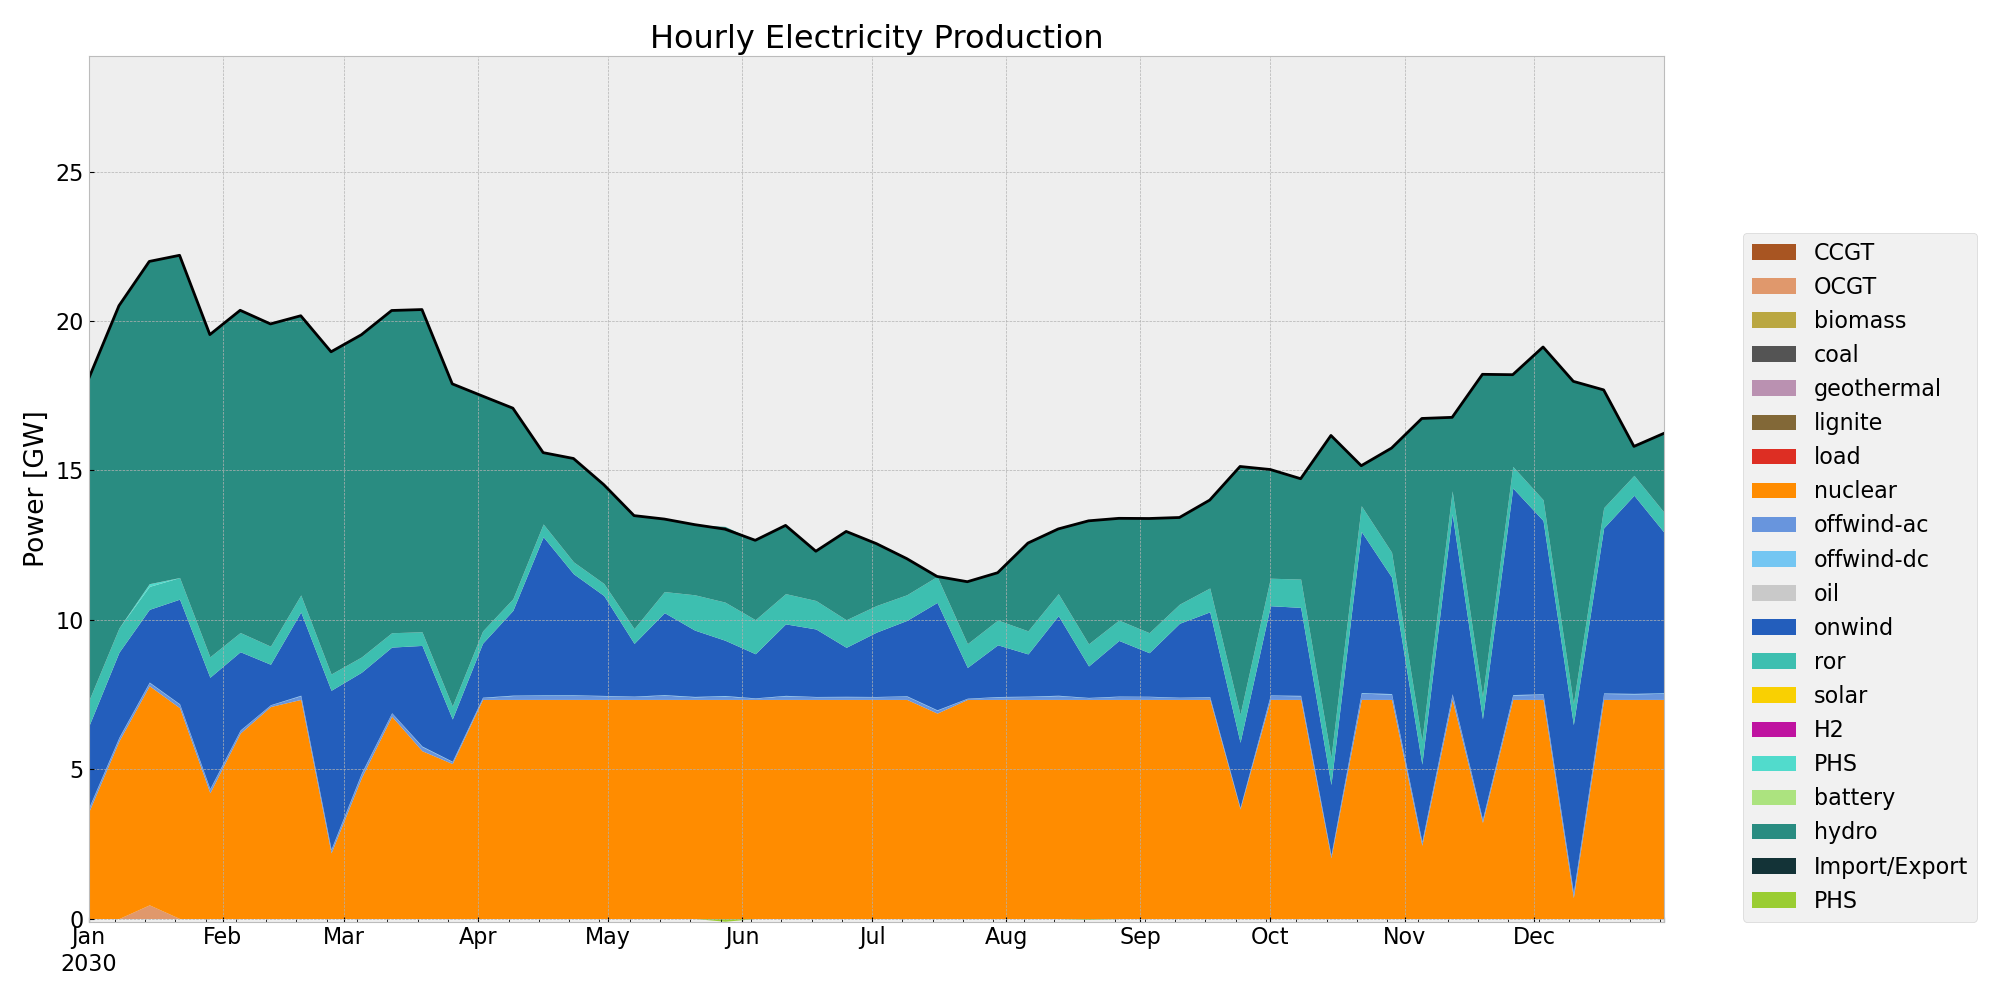 Hourly Electricity Production
Power [GW]
25
20
15
10
5
0
Jan Feb Mar Apr May Jun Jul Aug Sep Oct Nov Dec
2030
CCGT
OCGT
biomass
coal
geothermal
lignite
load
nuclear
offwind-ac
offwind-dc
oil
onwind
ror
solar
H2
PHS
battery
hydro
Import/Export
PHS